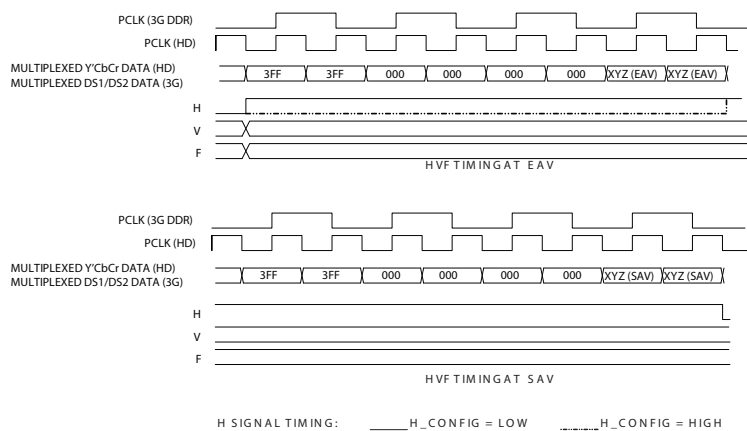 PCLK (3G DDR)
PCLK (HD)
MULTIPLEXED Y'CbCr DATA (HD)
MULTIPLEXED DS1/DS2 DATA (3G)
3FF 3FF 000 000 000 000 XYZ (EAV) XYZ (EAV)
H
V
F
HVF TIMING AT EAV
PCLK (3G DDR)
PCLK (HD)
MULTIPLEXED Y'CbCr DATA (HD)
MULTIPLEXED DS1/DS2 DATA (3G)
3FF 3FF 000 000 000 000 XYZ (SAV) XYZ (SAV)
H
V
F
HVF TIMING AT SAV
H SIGNAL TIMING: H_CONFIG = LOW H_CONFIG = HIGH